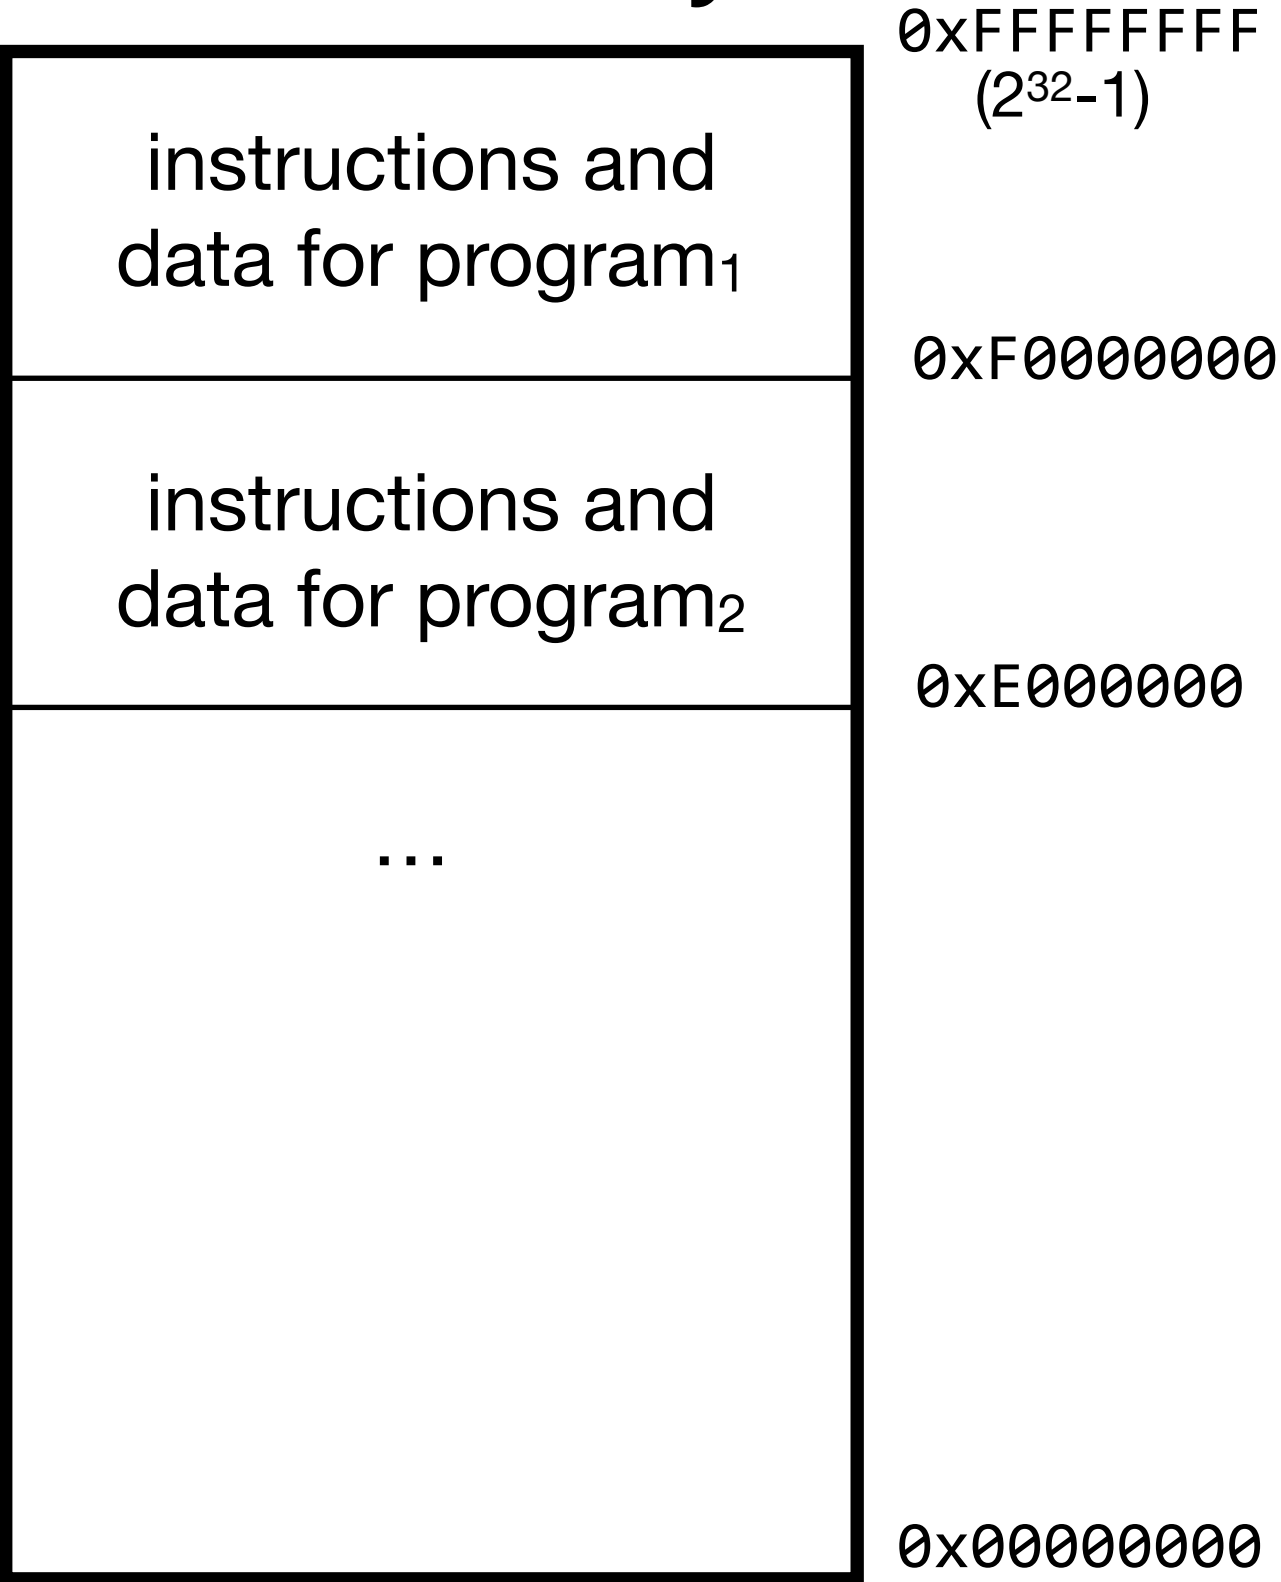 0xFFFFFFFF
(2³²-1)
instructions and
data for program₁
0xF0000000
instructions and
data for program₂
0xE000000
...
0x00000000